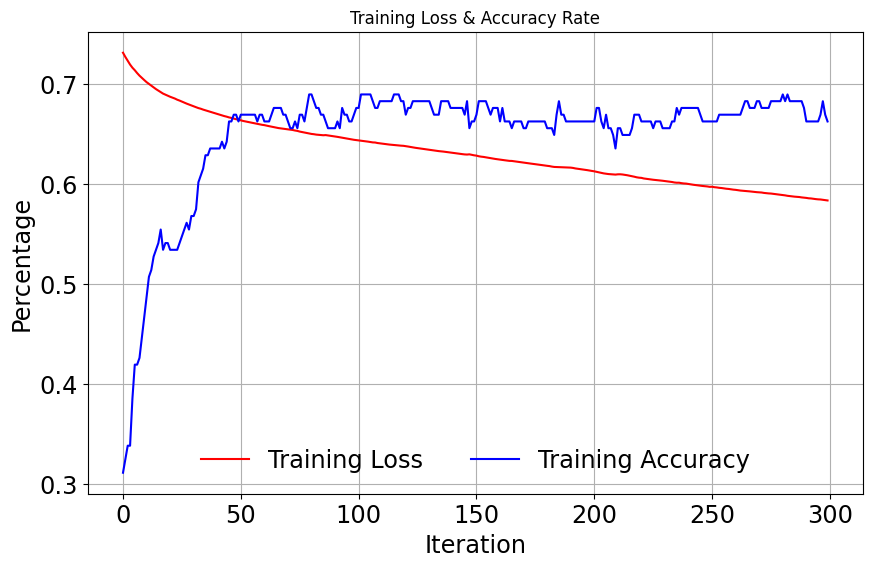 Training Loss & Accuracy Rate
Percentage
0.7
0.6
0.5
0.4
0.3
Training Loss
Training Accuracy
0 50 100 150 200 250 300
Iteration